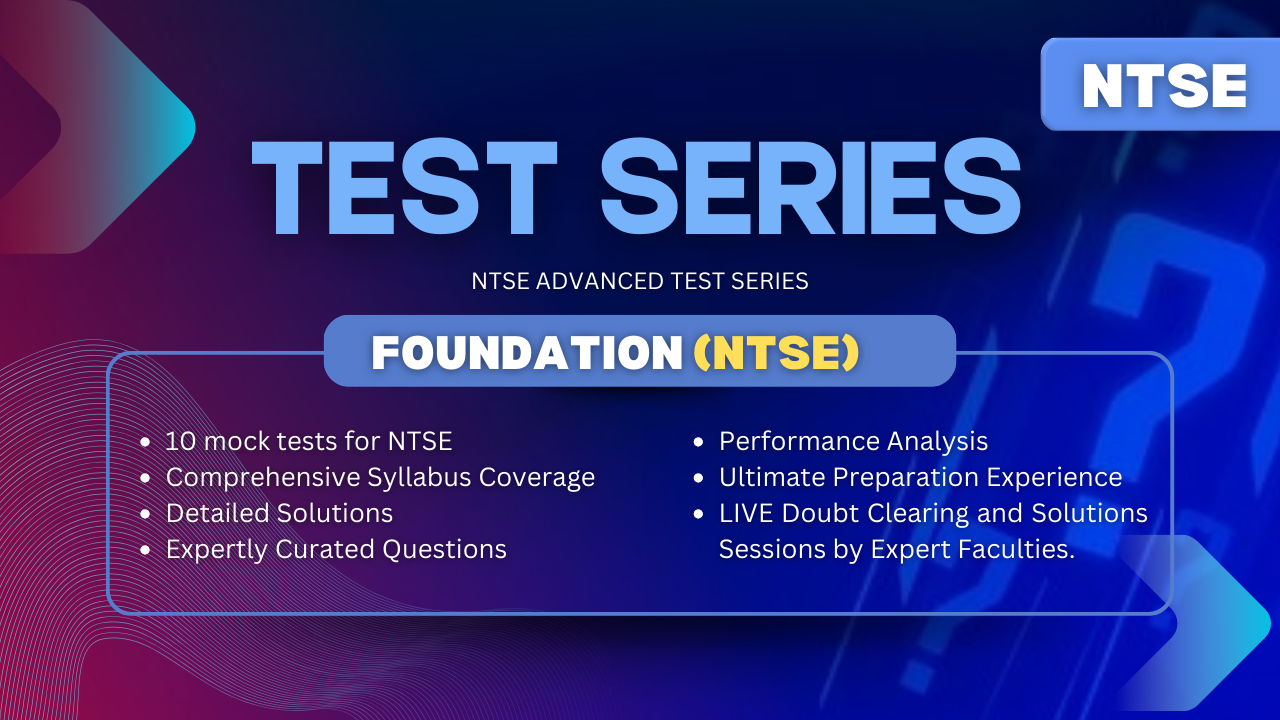 NTSE
TEST SERIES
NTSE ADVANCED TEST SERIES
FOUNDATION (NTSE)
• 10 mock tests for NTSE
• Comprehensive Syllabus Coverage
• Detailed Solutions
• Expertly Curated Questions
• Performance Analysis
• Ultimate Preparation Experience
• LIVE Doubt Clearing and Solutions
Sessions by Expert Faculties.